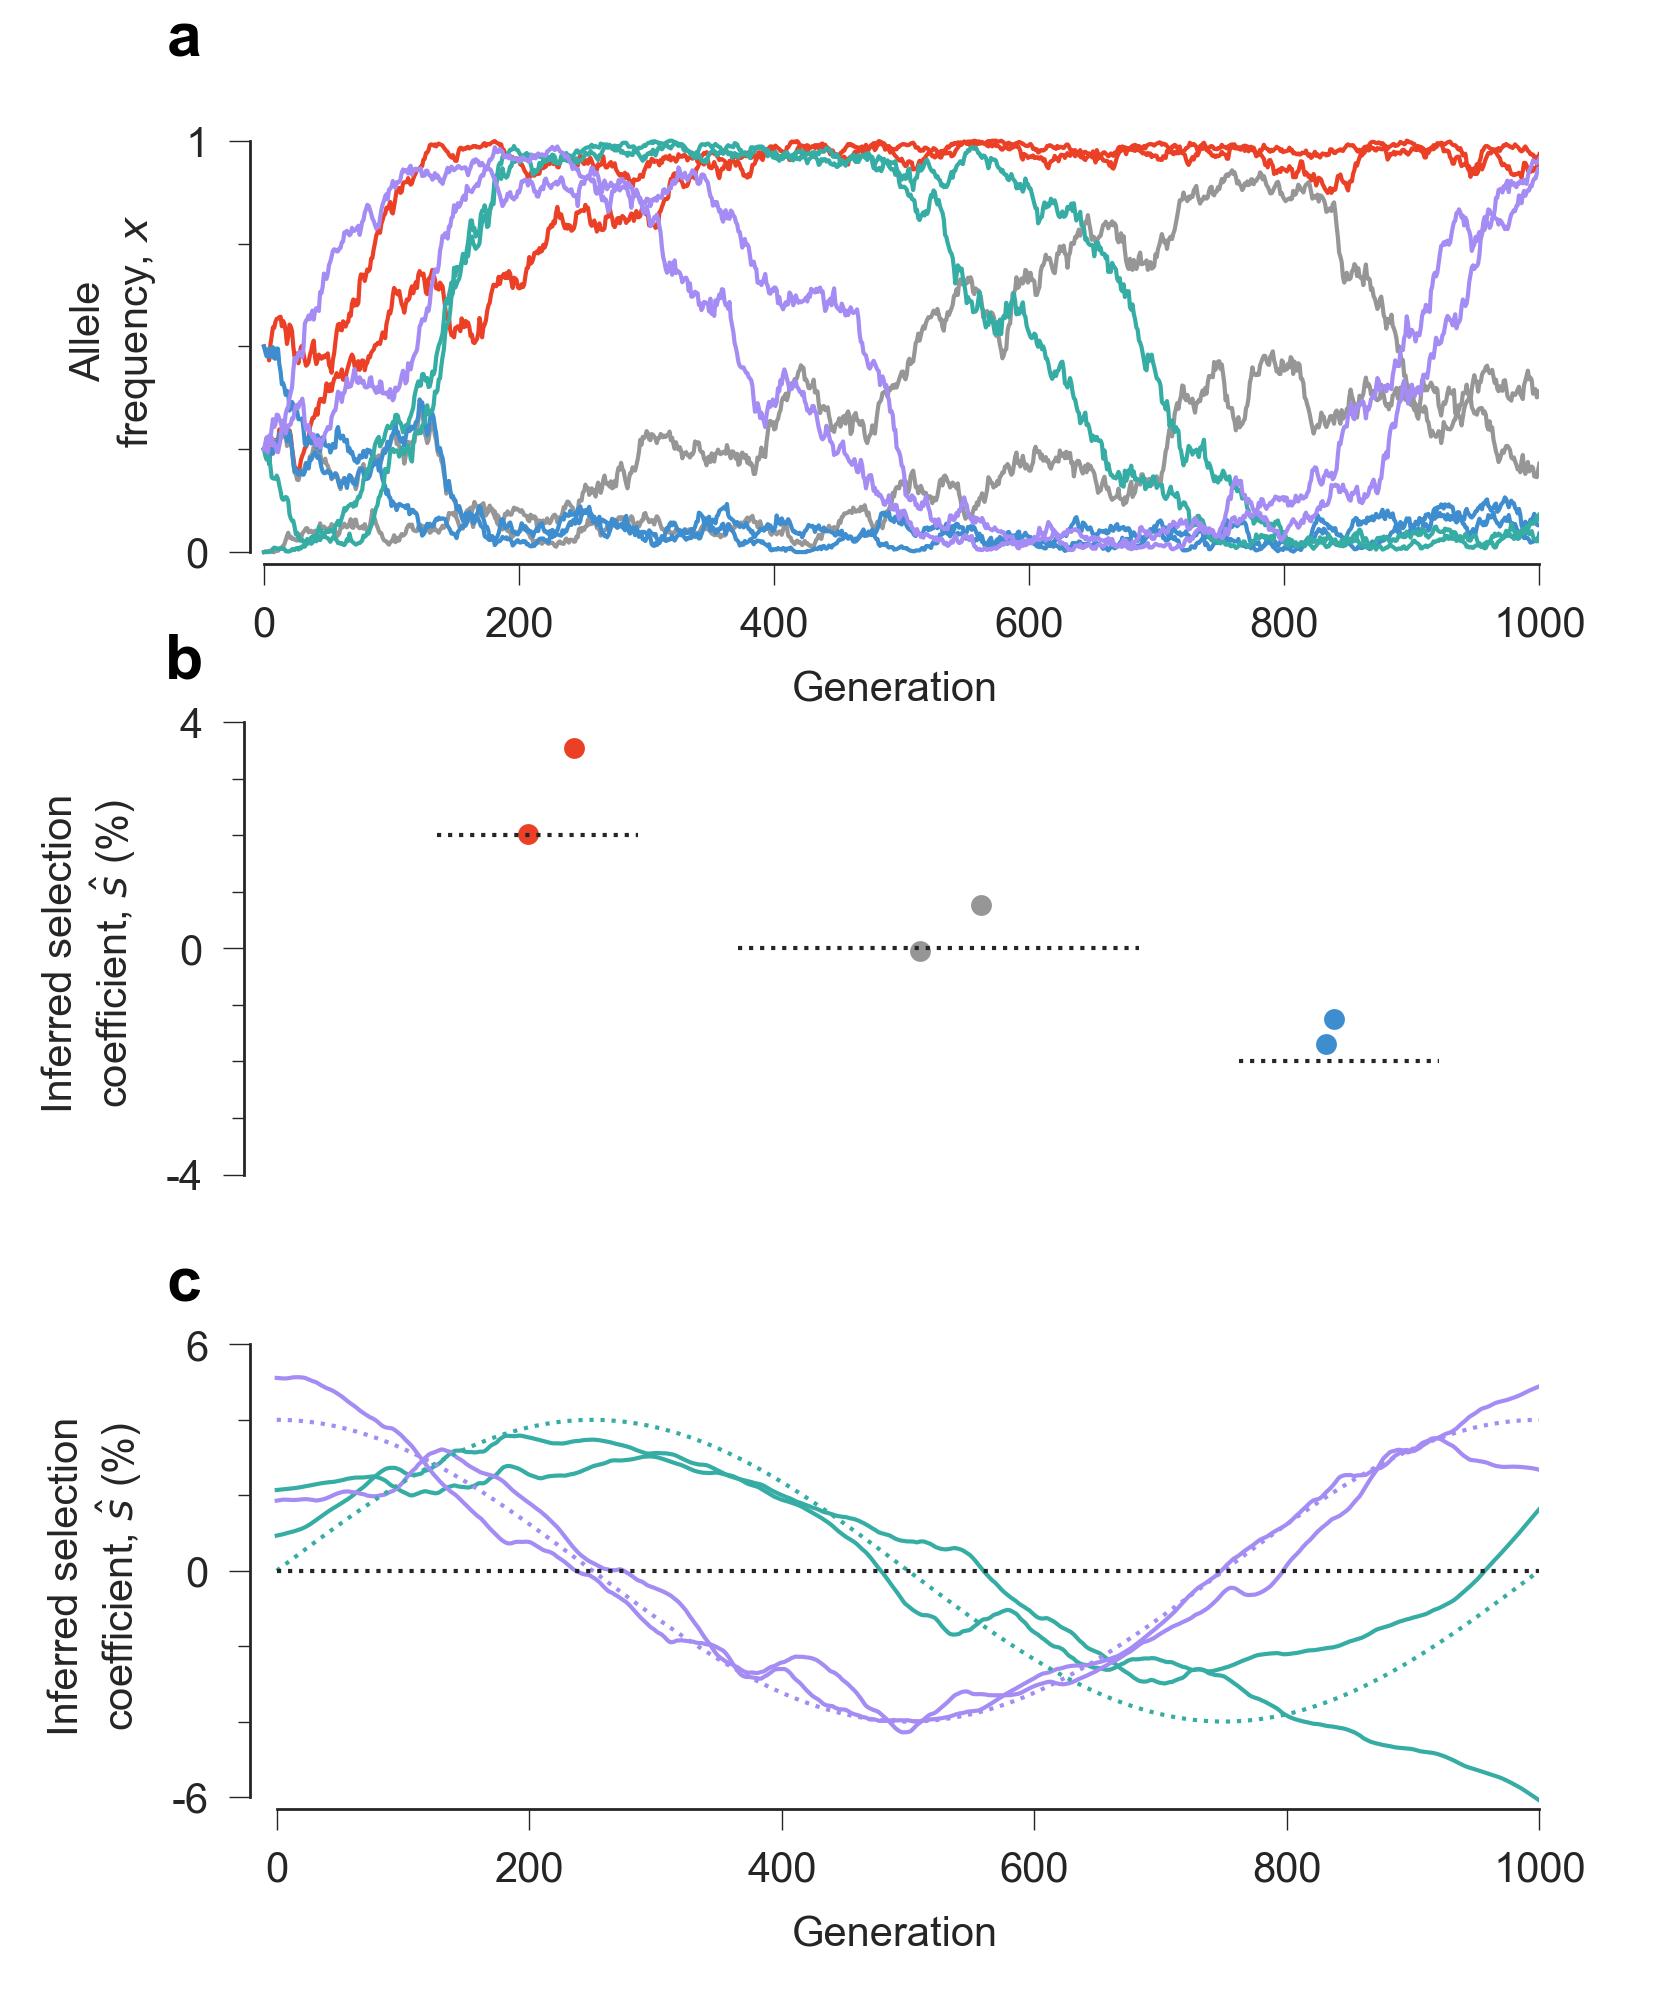 a
Allele
frequency, x
1
0
0 200 400 600 800 1000
Generation
b
Inferred selection
coefficient, ŝ (%)
4
0
-4
c
Inferred selection
coefficient, ŝ (%)
6
0
-6
0 200 400 600 800 1000
Generation